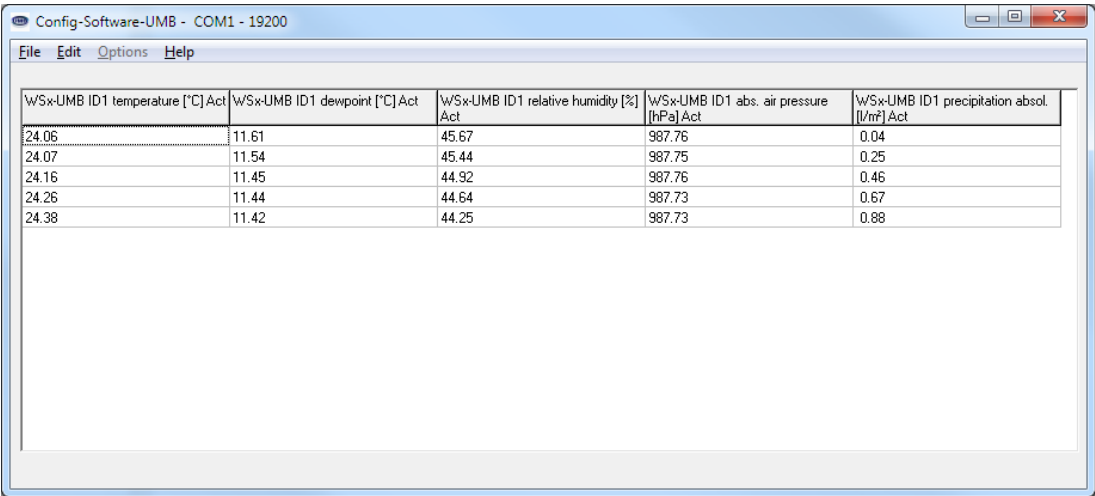 Config-Software-UMB - COM1 - 19200
File Edit Options Help
WSx-UMB ID1 temperature [°C] Act WSx-UMB ID1 dewpoint [°C] Act WSx-UMB ID1 relative humidity [%] Act WSx-UMB ID1 abs. air pressure [hPa] Act WSx-UMB ID1 precipitation absol. [l/m²] Act
24.06 11.61 45.67 987.76 0.04
24.07 11.54 45.44 987.75 0.25
24.16 11.45 44.92 987.76 0.46
24.26 11.44 44.64 987.73 0.67
24.38 11.42 44.25 987.73 0.88